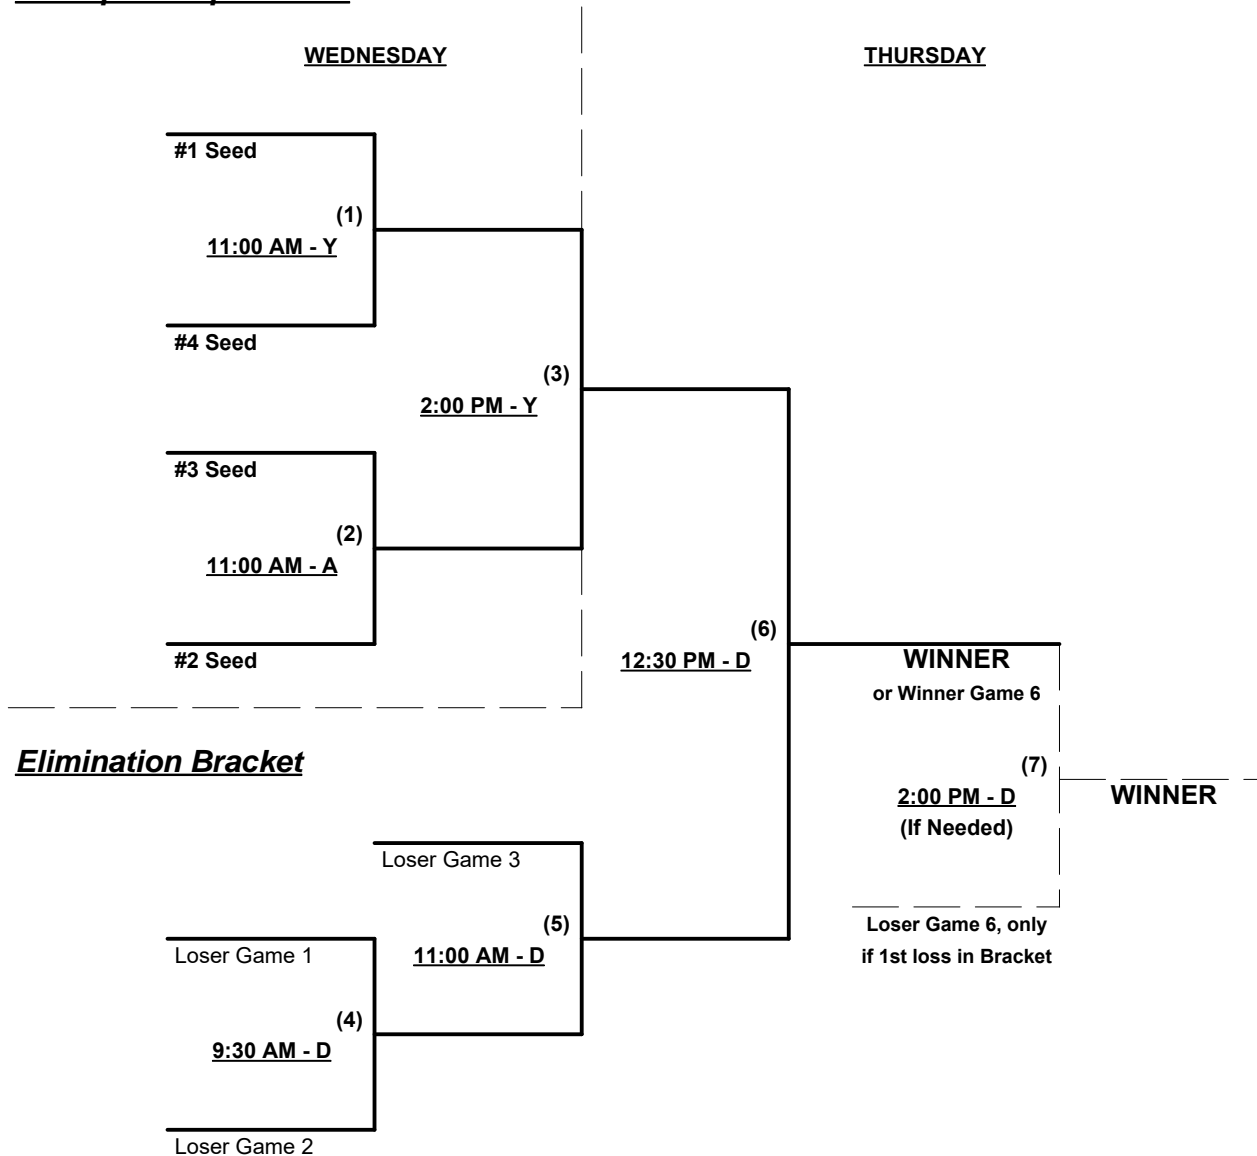 WEDNESDAY
THURSDAY
#1 Seed
(1)
11:00 AM - Y
#4 Seed
(3)
2:00 PM - Y
#3 Seed
(2)
11:00 AM - A
#2 Seed
(6)
12:30 PM - D
WINNER
or Winner Game 6
Elimination Bracket
(7)
2:00 PM - D
(If Needed)
WINNER
Loser Game 3
(5)
11:00 AM - D
Loser Game 6, only
if 1st loss in Bracket
Loser Game 1
(4)
9:30 AM - D
Loser Game 2